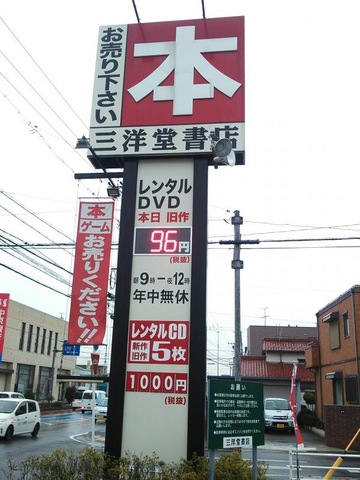 お売り下さい
本
三洋堂書店
レンタル
DVD
本日 旧作
96円
(税抜)
朝9時―夜12時
年中無休
レンタルCD
新作
旧作
5枚
1000円
(税抜)
本
ゲーム
お売りください!!
お願い
三洋堂書店